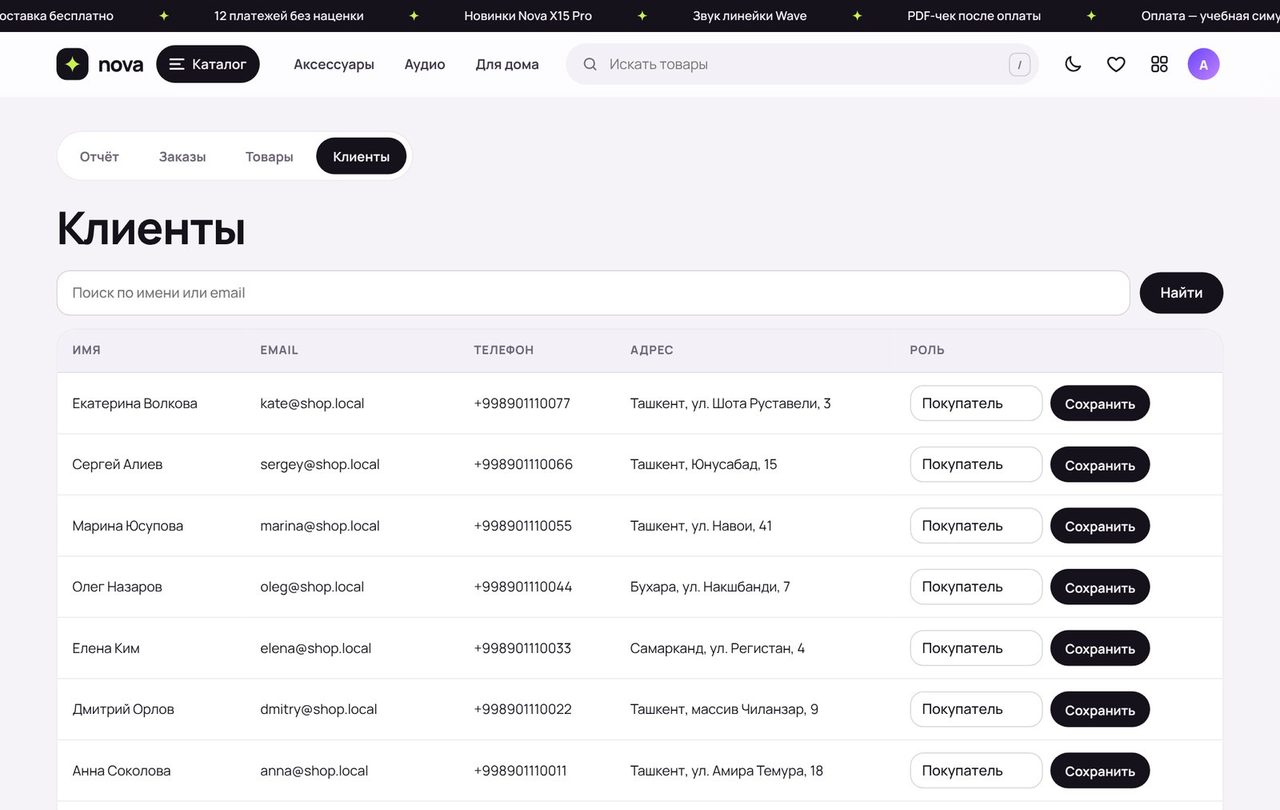 оставка бесплатно ✦ 12 платежей без наценки ✦ Новинки Nova X15 Pro ✦ Звук линейки Wave ✦ PDF-чек после оплаты ✦ Оплата — учебная симу
nova Каталог Аксессуары Аудио Для дома Искать товары / A
Отчёт Заказы Товары Клиенты
Клиенты
Поиск по имени или email Найти
ИМЯ EMAIL ТЕЛЕФОН АДРЕС РОЛЬ
Екатерина Волкова kate@shop.local +998901110077 Ташкент, ул. Шота Руставели, 3 Покупатель Сохранить
Сергей Алиев sergey@shop.local +998901110066 Ташкент, Юнусабад, 15 Покупатель Сохранить
Марина Юсупова marina@shop.local +998901110055 Ташкент, ул. Навои, 41 Покупатель Сохранить
Олег Назаров oleg@shop.local +998901110044 Бухара, ул. Накшбанди, 7 Покупатель Сохранить
Елена Ким elena@shop.local +998901110033 Самарканд, ул. Регистан, 4 Покупатель Сохранить
Дмитрий Орлов dmitry@shop.local +998901110022 Ташкент, массив Чиланзар, 9 Покупатель Сохранить
Анна Соколова anna@shop.local +998901110011 Ташкент, ул. Амира Темура, 18 Покупатель Сохранить